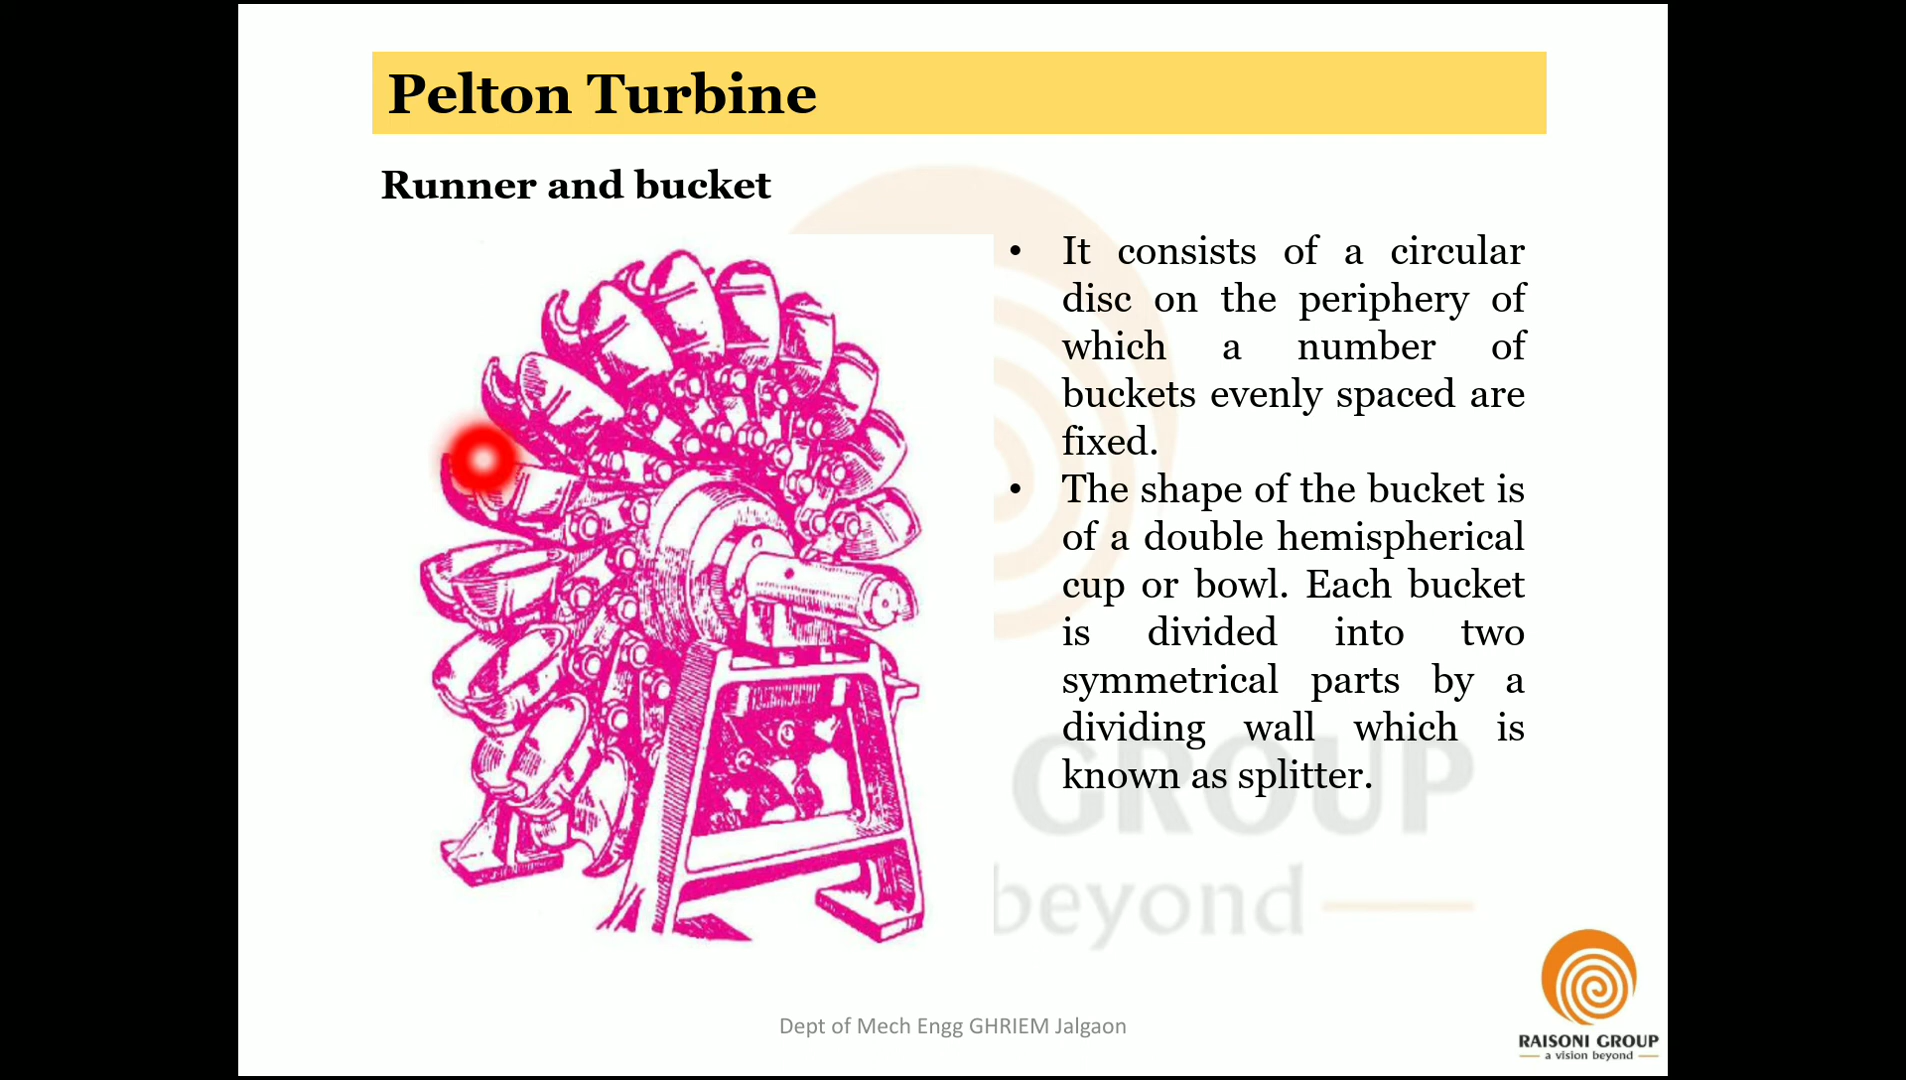 Pelton Turbine
Runner and bucket
• It consists of a circular
disc on the periphery of
which a number of
buckets evenly spaced are
fixed.
• The shape of the bucket is
of a double hemispherical
cup or bowl. Each bucket
is divided into two
symmetrical parts by a
dividing wall which is
known as splitter.
GROUP
beyond
Dept of Mech Engg GHRIEM Jalgaon
RAISONI GROUP
a vision beyond